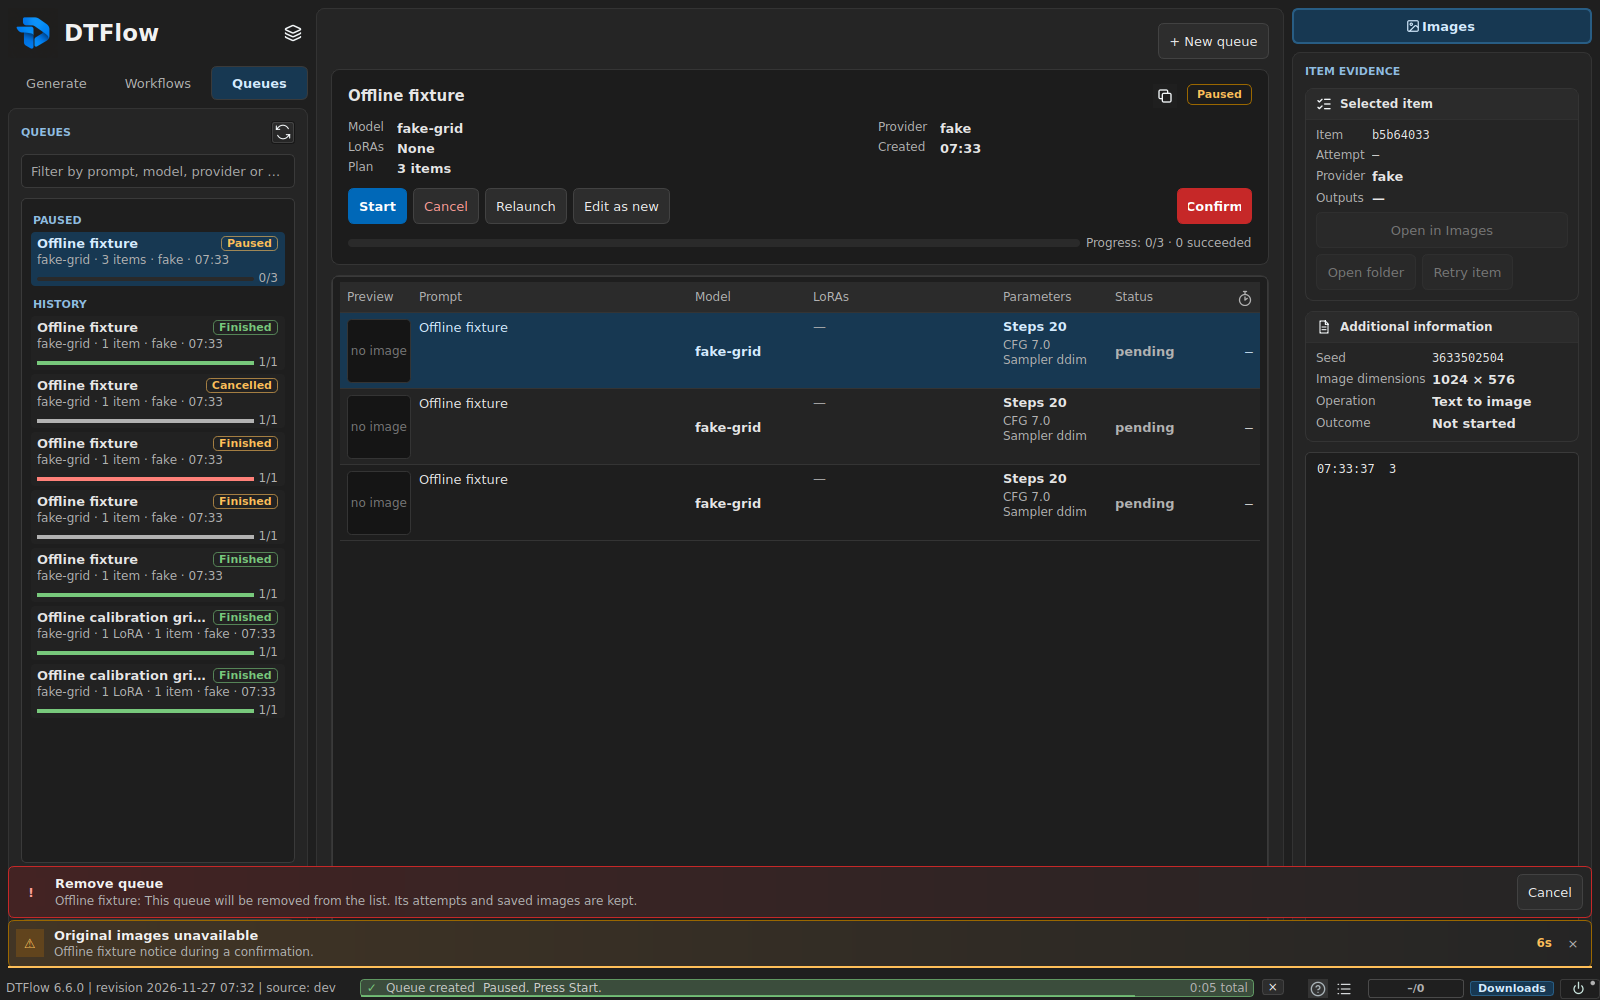 DTFlow
Generate Workflows Queues
QUEUES
Filter by prompt, model, provider or ...
PAUSED
Offline fixture Paused
fake-grid · 3 items · fake · 07:33
0/3
HISTORY
Offline fixture Finished
fake-grid · 1 item · fake · 07:33
1/1
Offline fixture Cancelled
fake-grid · 1 item · fake · 07:33
1/1
Offline fixture Finished
fake-grid · 1 item · fake · 07:33
1/1
Offline fixture Finished
fake-grid · 1 item · fake · 07:33
1/1
Offline fixture Finished
fake-grid · 1 item · fake · 07:33
1/1
Offline calibration gri... Finished
fake-grid · 1 LoRA · 1 item · fake · 07:33
1/1
Offline calibration gri... Finished
fake-grid · 1 LoRA · 1 item · fake · 07:33
1/1
+ New queue
Offline fixture Paused
Model fake-grid Provider fake
LoRAs None Created 07:33
Plan 3 items
Start Cancel Relaunch Edit as new Confirm
Progress: 0/3 · 0 succeeded
Preview Prompt Model LoRAs Parameters Status
no image Offline fixture fake-grid — Steps 20 pending –
CFG 7.0
Sampler ddim
no image Offline fixture fake-grid — Steps 20 pending –
CFG 7.0
Sampler ddim
no image Offline fixture fake-grid — Steps 20 pending –
CFG 7.0
Sampler ddim
Images
ITEM EVIDENCE
Selected item
Item b5b64033
Attempt –
Provider fake
Outputs —
Open in Images
Open folder Retry item
Additional information
Seed 3633502504
Image dimensions 1024 × 576
Operation Text to image
Outcome Not started
07:33:37 3
! Remove queue
Offline fixture: This queue will be removed from the list. Its attempts and saved images are kept.
Cancel
⚠ Original images unavailable
Offline fixture notice during a confirmation.
6s ×
DTFlow 6.6.0 | revision 2026-11-27 07:32 | source: dev ✓ Queue created Paused. Press Start. 0:05 total × –/0 Downloads